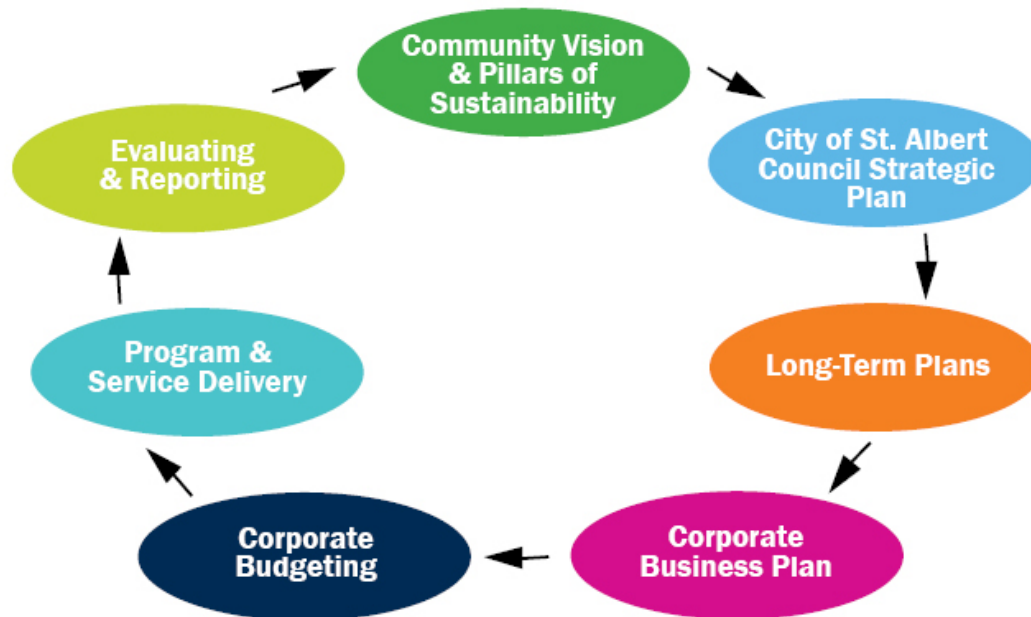 Community Vision
& Pillars of
Sustainability
City of St. Albert
Council Strategic
Plan
Long-Term Plans
Corporate
Business Plan
Corporate
Budgeting
Program &
Service Delivery
Evaluating
& Reporting